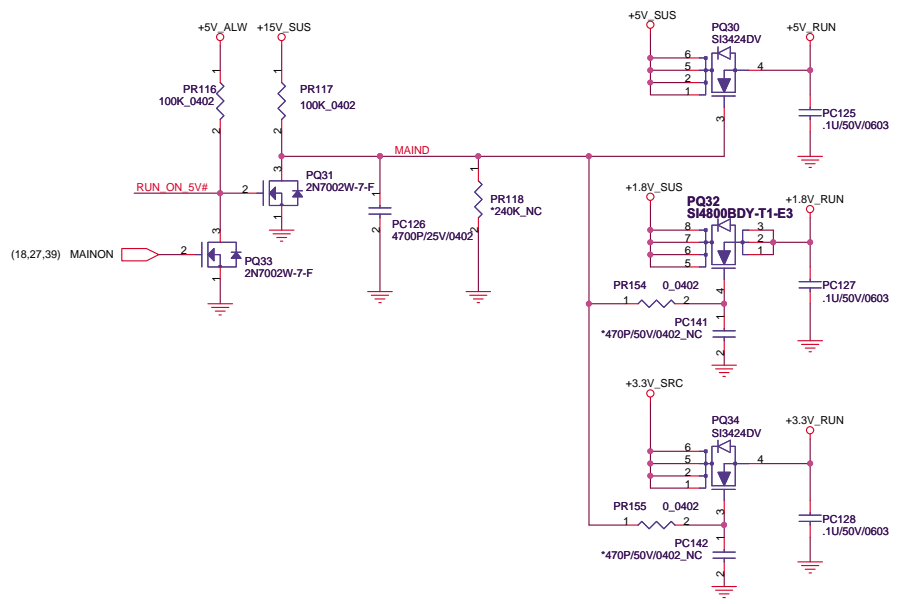 +5V_ALW
+15V_SUS
1
1
PR116
100K_0402
PR117
100K_0402
2
2
MAIND
RUN_ON_5V#
2
3
PQ31
2N7002W-7-F
1
(18,27,39) MAINON
2
3
PQ33
2N7002W-7-F
1
1
PC126
4700P/25V/0402
2
1
PR118
*240K_NC
2
+5V_SUS
PQ30
SI3424DV
+5V_RUN
6
5
2
1
4
3
PC125
.1U/50V/0603
+1.8V_SUS
PQ32
SI4800BDY-T1-E3
+1.8V_RUN
8
7
6
5
3
2
1
4
PC127
.1U/50V/0603
PR154
0_0402
1
2
PC141
*470P/50V/0402_NC
1
2
+3.3V_SRC
PQ34
SI3424DV
+3.3V_RUN
6
5
2
1
4
3
PC128
.1U/50V/0603
PR155
0_0402
1
2
PC142
*470P/50V/0402_NC
1
2